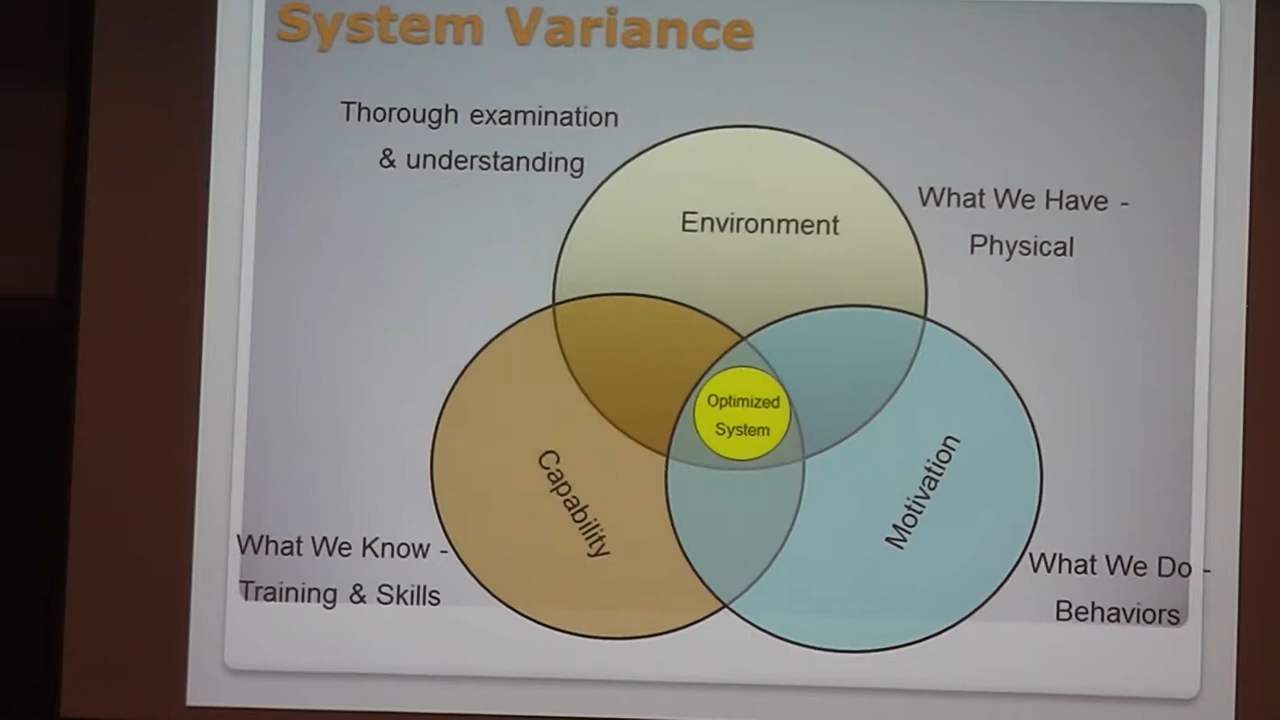 System Variance
Thorough examination
& understanding
What We Have -
Physical
Environment
Optimized
System
Capability
Motivation
What We Know -
Training & Skills
What We Do -
Behaviors